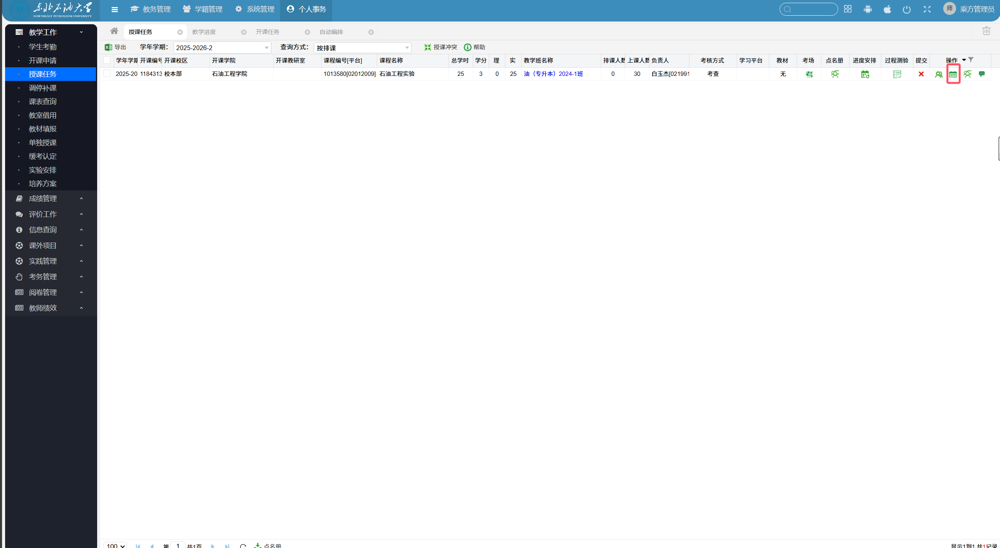 东北石油大学
NORTHEAST PETROLEUM UNIVERSITY
教务管理 学籍管理 系统管理 个人事务
师 乘方管理员
教学工作
学生考勤
开课申请
授课任务
调停补课
课表查询
教室借用
教材填报
单独授课
缓考认定
实验安排
培养方案
成绩管理
评价工作
信息查询
课外项目
实践管理
考务管理
阅卷管理
教师绩效
授课任务 教学进度 开课任务 自动编排
导出 学年学期: 2025-2026-2 查询方式: 按排课 授课冲突 帮助
学年学期 开课编号 开课校区 开课学院 开课教研室 课程编号[平台] 课程名称 总学时 学分 理 实 教学班名称 排课人数 上课人数 负责人 考核方式 学习平台 教材 考场 点名册 进度安排 过程测验 提交 操作
2025-20 1184313 校本部 石油工程学院 1013580[02012009] 石油工程实验 25 3 0 25 油（专升本）2024-1班 0 30 白玉杰[021991 考查 无 考
100 第 1 共1页 点名册 显示1到1,共1记录